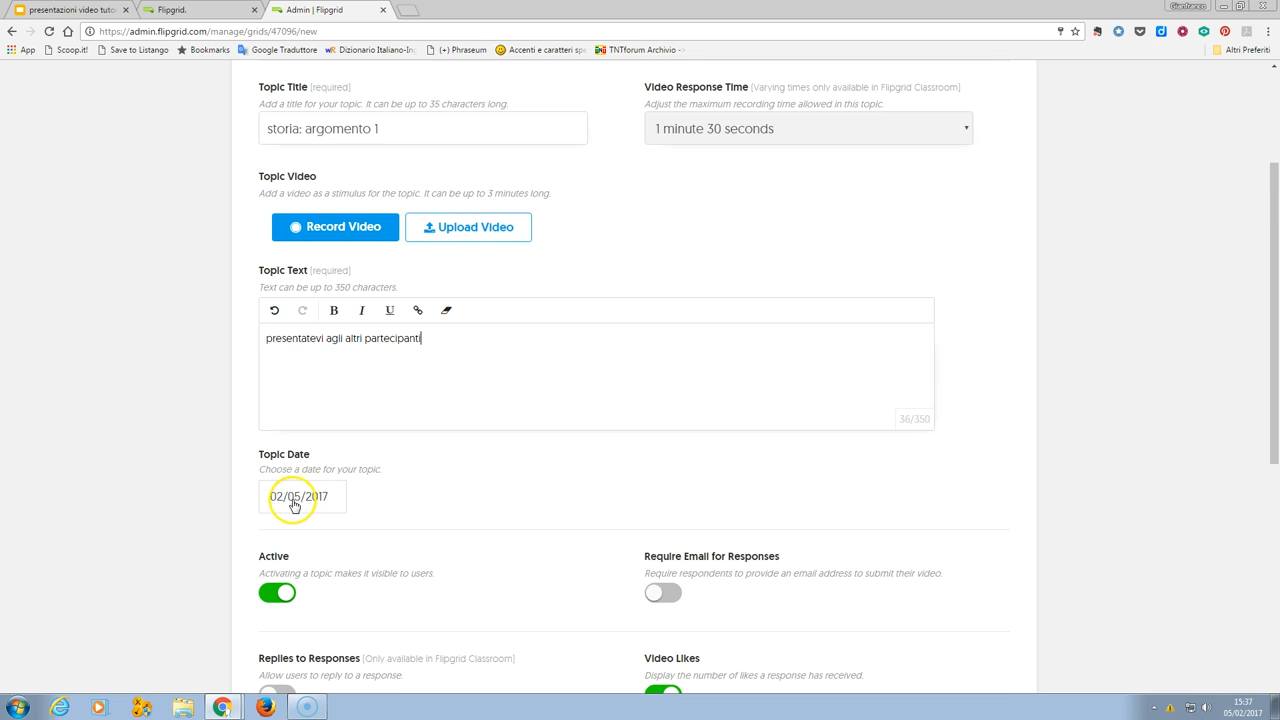 presentazioni video tuto
Flipgrid.
Admin | Flipgrid
Gianfranco
https://admin.flipgrid.com/manage/grids/47096/new
App
Scoop.it!
Save to Listango
Bookmarks
Google Traduttore
Dizionario Italiano-In
(+) Phraseum
Accenti e caratteri spe
TNTforum Archivio -
Altri Preferiti
Topic Title [required]
Add a title for your topic. It can be up to 35 characters long.
storia: argomento 1
Video Response Time [Varying times only available in Flipgrid Classroom]
Adjust the maximum recording time allowed in this topic.
1 minute 30 seconds
Topic Video
Add a video as a stimulus for the topic. It can be up to 3 minutes long.
Record Video
Upload Video
Topic Text [required]
Text can be up to 350 characters.
B I U
presentatevi agli altri partecipanti
36/350
Topic Date
Choose a date for your topic.
02/05/2017
Active
Activating a topic makes it visible to users.
Require Email for Responses
Require respondents to provide an email address to submit their video.
Replies to Responses [Only available in Flipgrid Classroom]
Allow users to reply to a response.
Video Likes
Display the number of likes a response has received.
15:37
05/02/2017